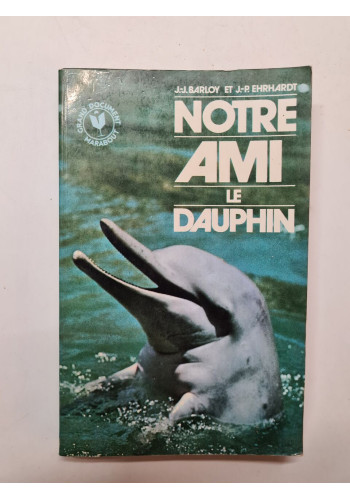 J.-J. BARLOY ET J.-P. EHRHARDT
NOTRE
AMI
LE
DAUPHIN
GRAND DOCUMENT
MARABOUT